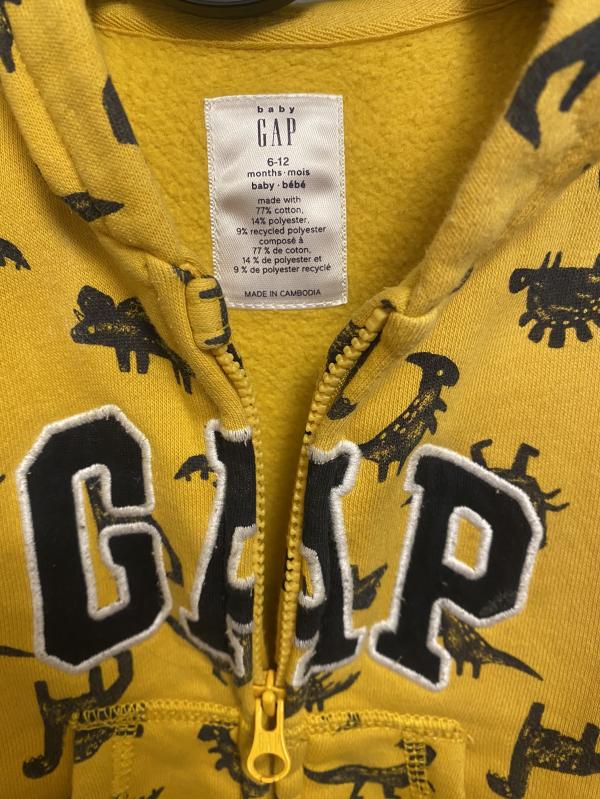 baby
GAP
6-12
months · mois
baby · bébé
made with
77% cotton,
14% polyester,
9% recycled polyester
composé à
77 % de coton,
14 % de polyester et
9 % de polyester recyclé
MADE IN CAMBODIA
GAP